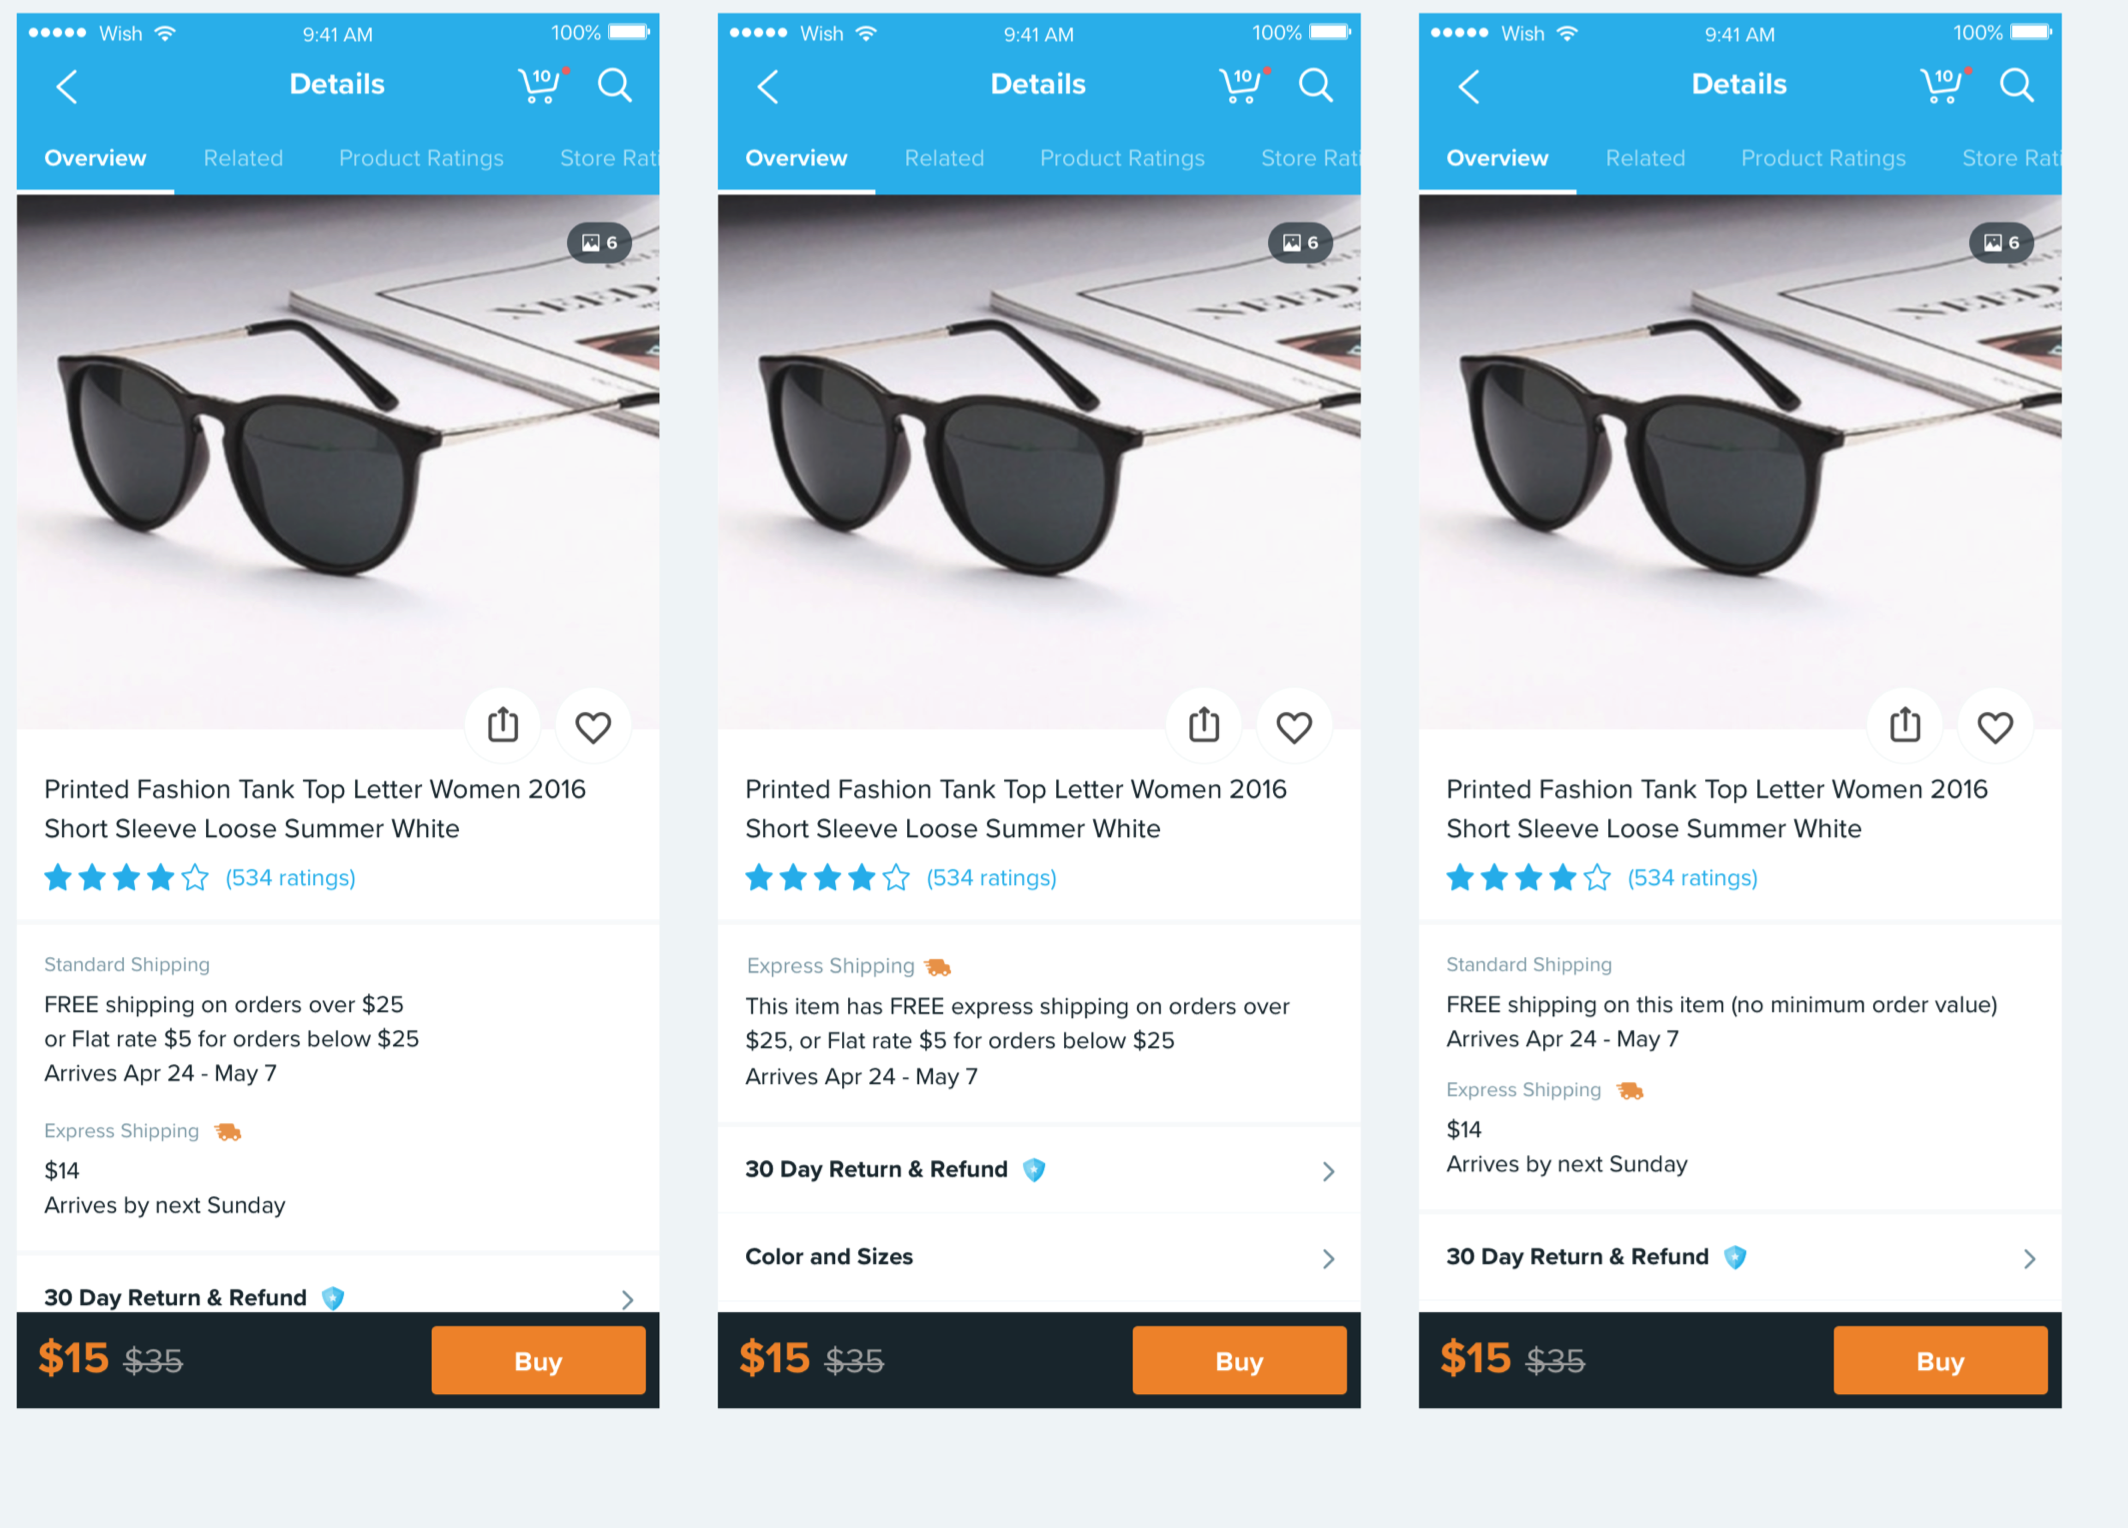 Wish
9:41 AM
100%
Details
10
Overview
Related
Product Ratings
Store Rati
6
NEED
Printed Fashion Tank Top Letter Women 2016
Short Sleeve Loose Summer White
(534 ratings)
Standard Shipping
FREE shipping on orders over $25
or Flat rate $5 for orders below $25
Arrives Apr 24 - May 7
Express Shipping
$14
Arrives by next Sunday
30 Day Return & Refund
$15 $35
Buy
Wish
9:41 AM
100%
Details
10
Overview
Related
Product Ratings
Store Rati
6
NEED
Printed Fashion Tank Top Letter Women 2016
Short Sleeve Loose Summer White
(534 ratings)
Express Shipping
This item has FREE express shipping on orders over
$25, or Flat rate $5 for orders below $25
Arrives Apr 24 - May 7
30 Day Return & Refund
Color and Sizes
$15 $35
Buy
Wish
9:41 AM
100%
Details
10
Overview
Related
Product Ratings
Store Rati
6
NEED
Printed Fashion Tank Top Letter Women 2016
Short Sleeve Loose Summer White
(534 ratings)
Standard Shipping
FREE shipping on this item (no minimum order value)
Arrives Apr 24 - May 7
Express Shipping
$14
Arrives by next Sunday
30 Day Return & Refund
$15 $35
Buy